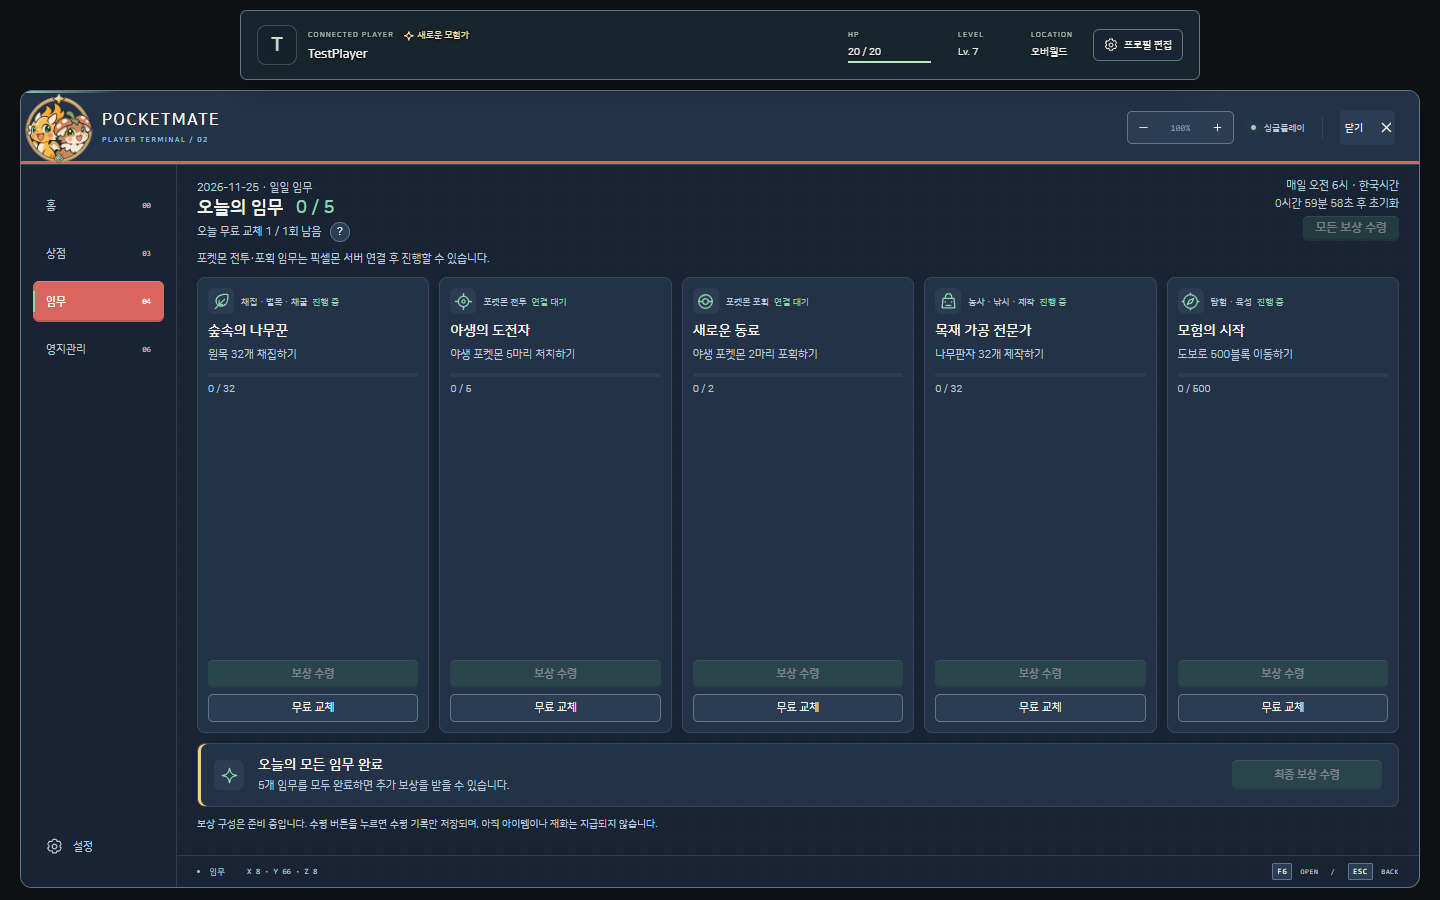 T
CONNECTED PLAYER 새로운 모험가
TestPlayer
HP
20 / 20
LEVEL
Lv. 7
LOCATION
오버월드
프로필 편집
POCKETMATE
PLAYER TERMINAL / 02
100%
싱글플레이
닫기
홈 00
상점 03
임무 04
영지관리 06
설정
2026-11-25 · 일일 임무
오늘의 임무 0 / 5
오늘 무료 교체 1 / 1회 남음 ?
포켓몬 전투·포획 임무는 픽셀몬 서버 연결 후 진행할 수 있습니다.
매일 오전 6시 · 한국시간
0시간 59분 58초 후 초기화
모든 보상 수령
채집 · 벌목 · 채굴 진행 중
숲속의 나무꾼
원목 32개 채집하기
0 / 32
보상 수령
무료 교체
포켓몬 전투 연결 대기
야생의 도전자
야생 포켓몬 5마리 처치하기
0 / 5
보상 수령
무료 교체
포켓몬 포획 연결 대기
새로운 동료
야생 포켓몬 2마리 포획하기
0 / 2
보상 수령
무료 교체
농사 · 낚시 · 제작 진행 중
목재 가공 전문가
나무판자 32개 제작하기
0 / 32
보상 수령
무료 교체
탐험 · 육성 진행 중
모험의 시작
도보로 500블록 이동하기
0 / 500
보상 수령
무료 교체
오늘의 모든 임무 완료
5개 임무를 모두 완료하면 추가 보상을 받을 수 있습니다.
최종 보상 수령
보상 구성은 준비 중입니다. 수령 버튼을 누르면 수령 기록만 저장되며, 아직 아이템이나 재화는 지급되지 않습니다.
임무 X 8 · Y 66 · Z 8
F6 OPEN / ESC BACK